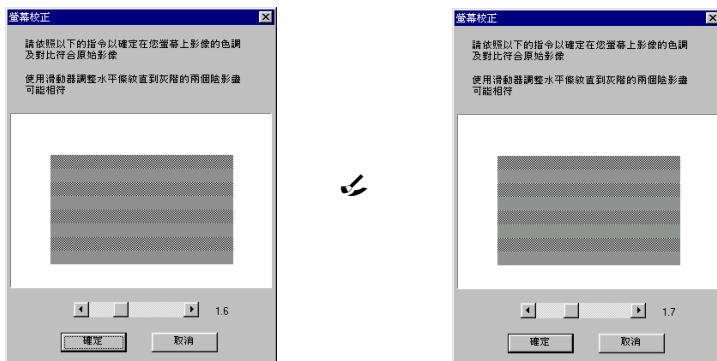 螢幕校正
請依照以下的指令以確定在您螢幕上影像的色調
及對比符合原始影像
使用滑動器調整水平條紋直到灰階的兩個陰影盡
可能相符
1.6
確定
取消
螢幕校正
請依照以下的指令以確定在您螢幕上影像的色調
及對比符合原始影像
使用滑動器調整水平條紋直到灰階的兩個陰影盡
可能相符
1.7
確定
取消